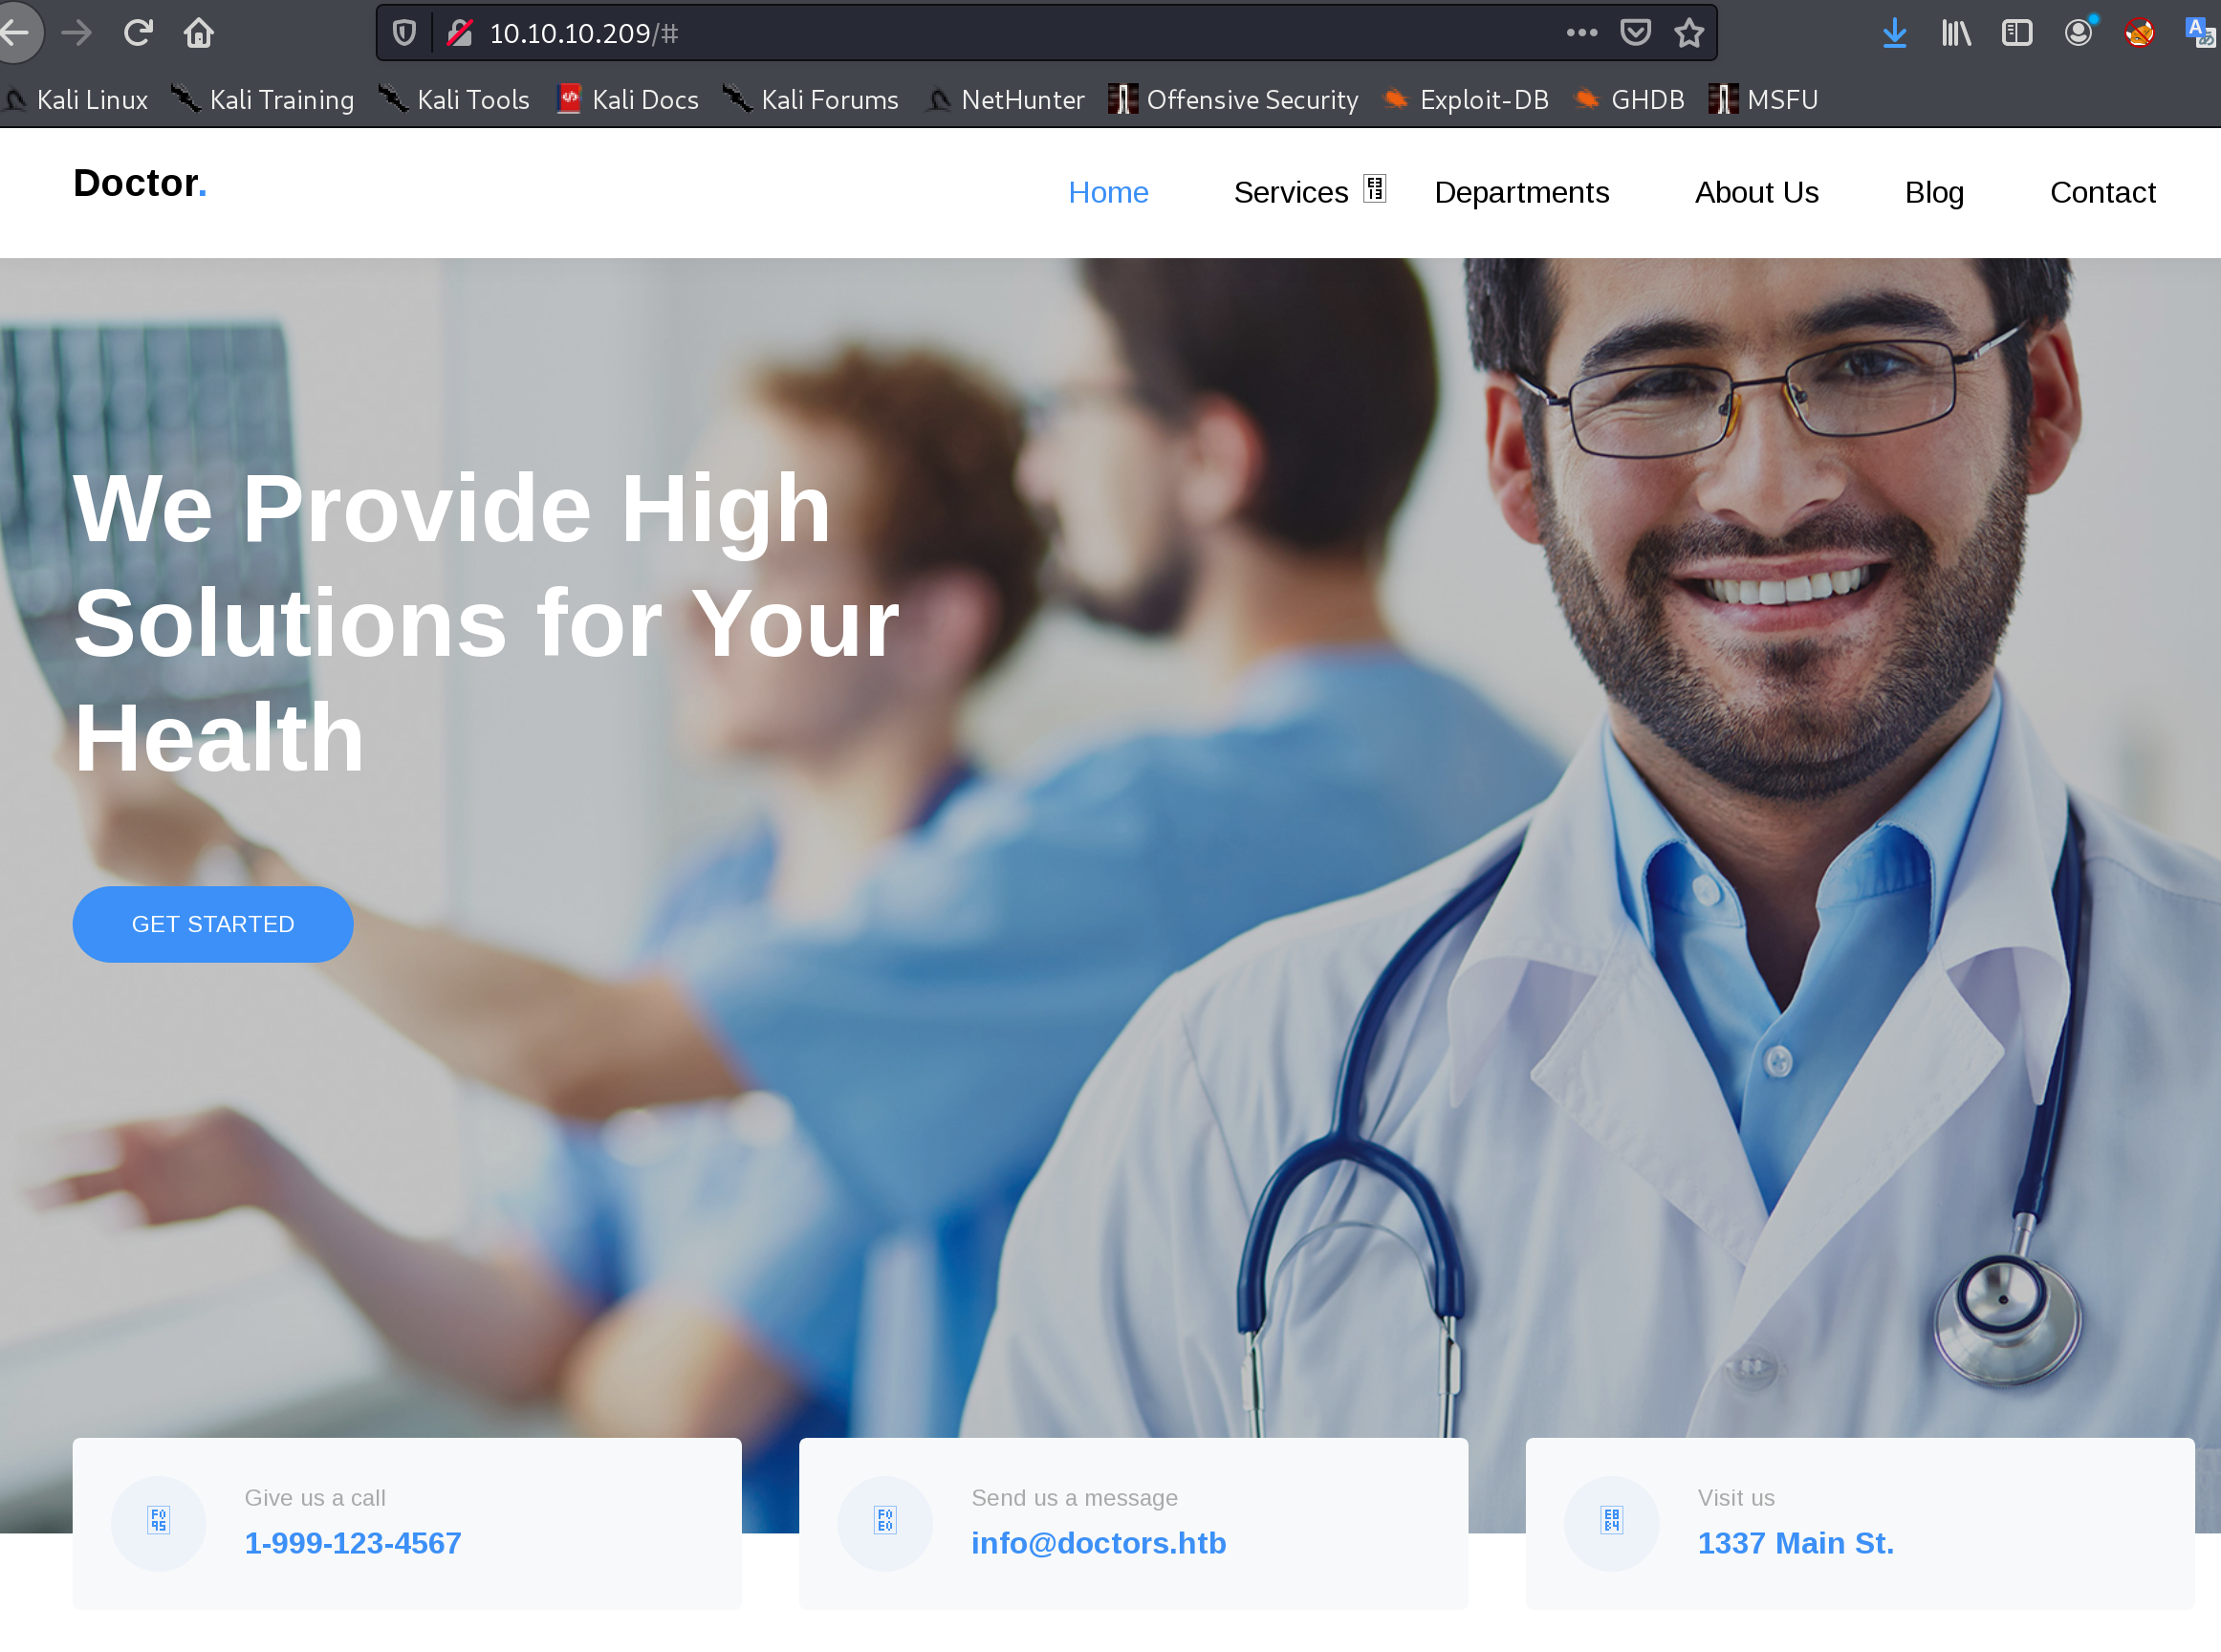 10.10.10.209/#
Kali Linux Kali Training Kali Tools Kali Docs Kali Forums NetHunter Offensive Security Exploit-DB GHDB MSFU
Doctor.
Home Services Departments About Us Blog Contact
We Provide High
Solutions for Your
Health
GET STARTED
Give us a call
1-999-123-4567
Send us a message
info@doctors.htb
Visit us
1337 Main St.